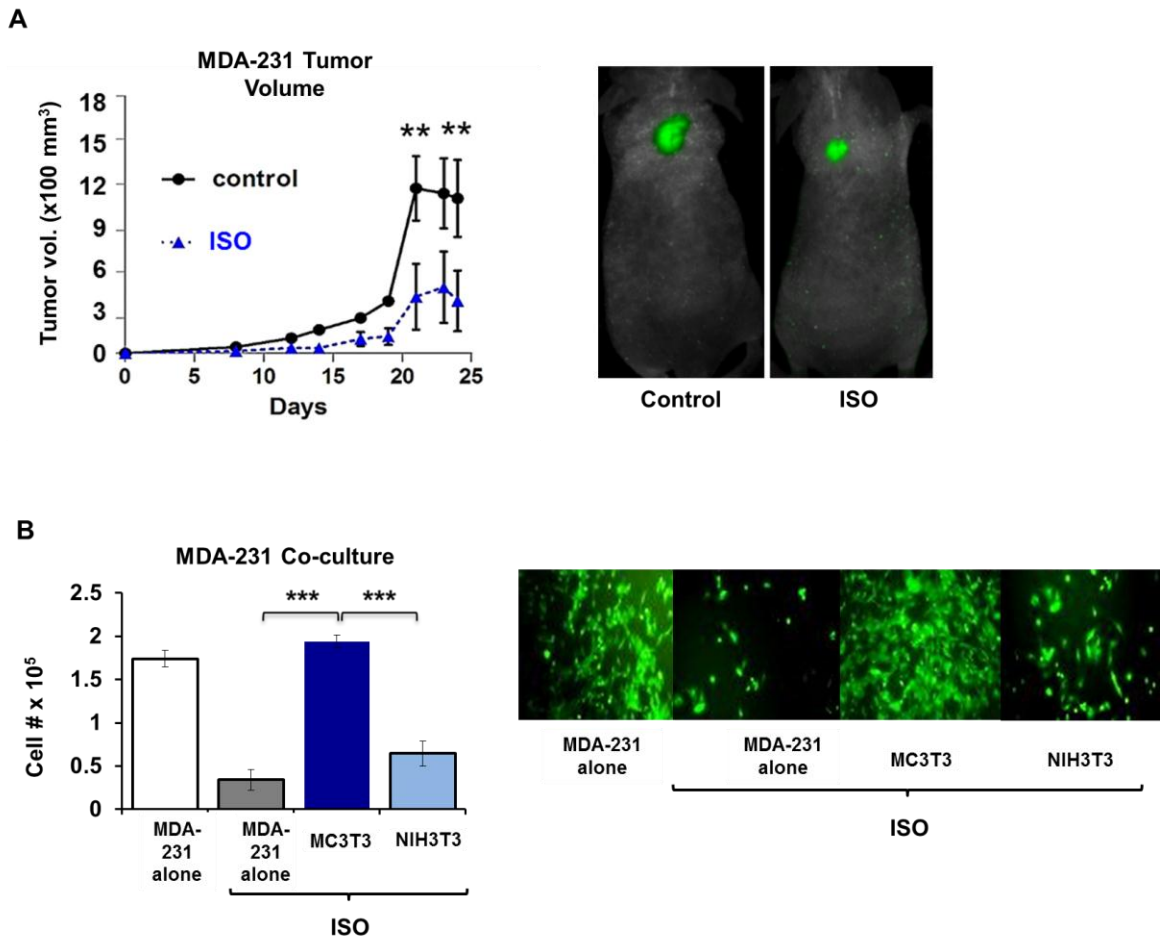 A
MDA-231 Tumor
Volume
Tumor vol. (x100 mm³)
18
15
12
9
6
3
0
** **
control
ISO
0 5 10 15 20 25
Days
Control ISO
B
MDA-231 Co-culture
Cell # x 10⁵
2.5
2
1.5
1
0.5
0
*** ***
MDA-
231
alone
MDA-
231
alone
MC3T3
NIH3T3
ISO
MDA-231
alone
MDA-231
alone
MC3T3
NIH3T3
ISO